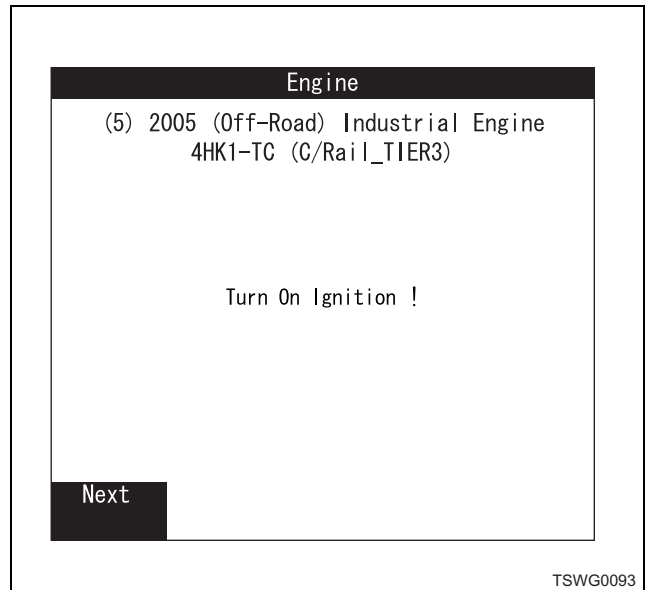 Engine
(5) 2005 (Off-Road) Industrial Engine
4HK1-TC (C/Rail_TIER3)
Turn On Ignition !
Next
TSWG0093